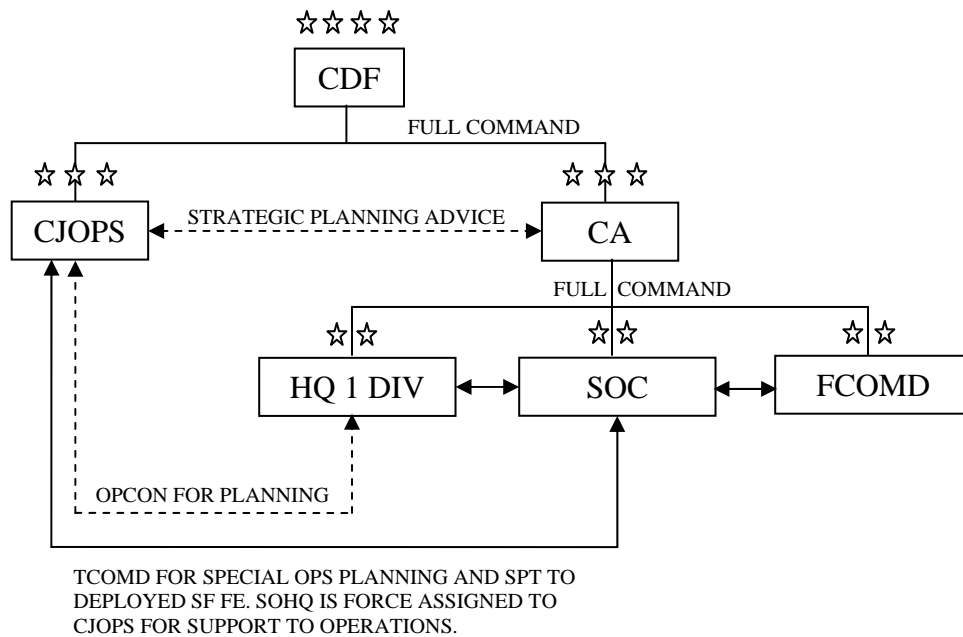 CDF
FULL COMMAND
CJOPS
STRATEGIC PLANNING ADVICE
CA
FULL COMMAND
HQ 1 DIV
SOC
FCOMD
OPCON FOR PLANNING
TCOMD FOR SPECIAL OPS PLANNING AND SPT TO
DEPLOYED SF FE. SOHQ IS FORCE ASSIGNED TO
CJOPS FOR SUPPORT TO OPERATIONS.